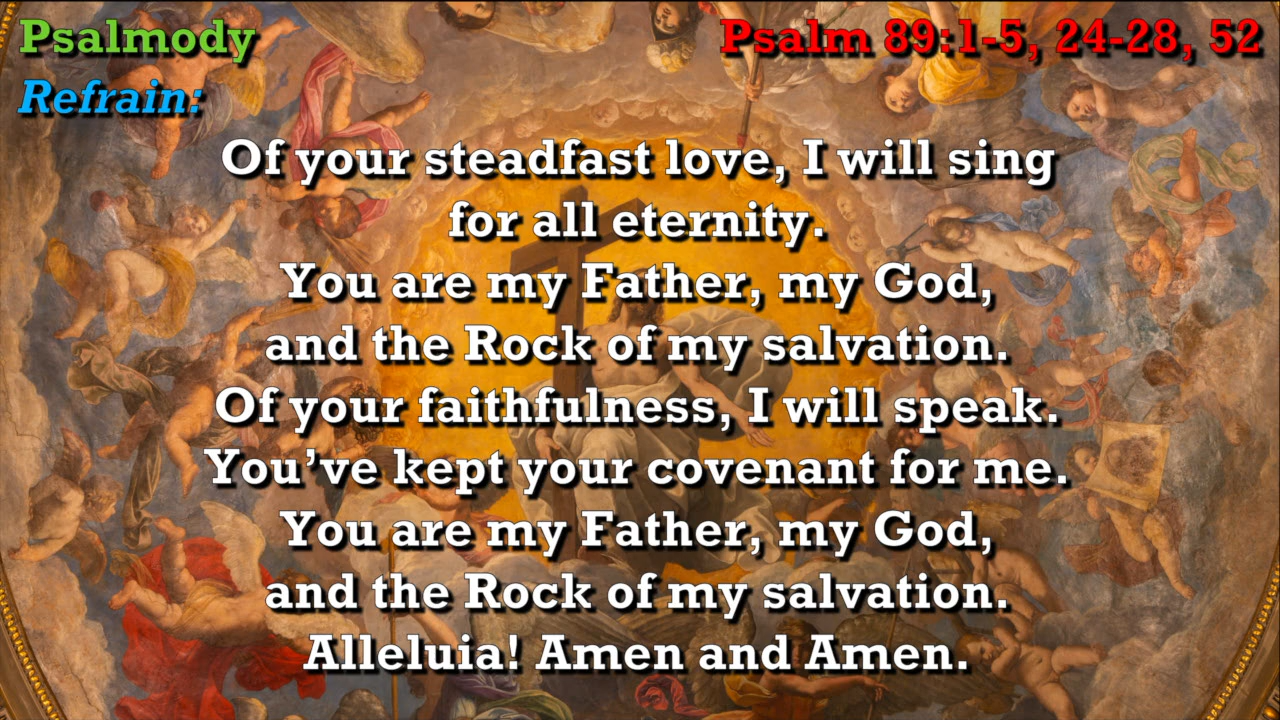 Psalmody
Psalm 89:1-5, 24-28, 52
Refrain:
Of your steadfast love, I will sing
for all eternity.
You are my Father, my God,
and the Rock of my salvation.
Of your faithfulness, I will speak.
You’ve kept your covenant for me.
You are my Father, my God,
and the Rock of my salvation.
Alleluia! Amen and Amen.